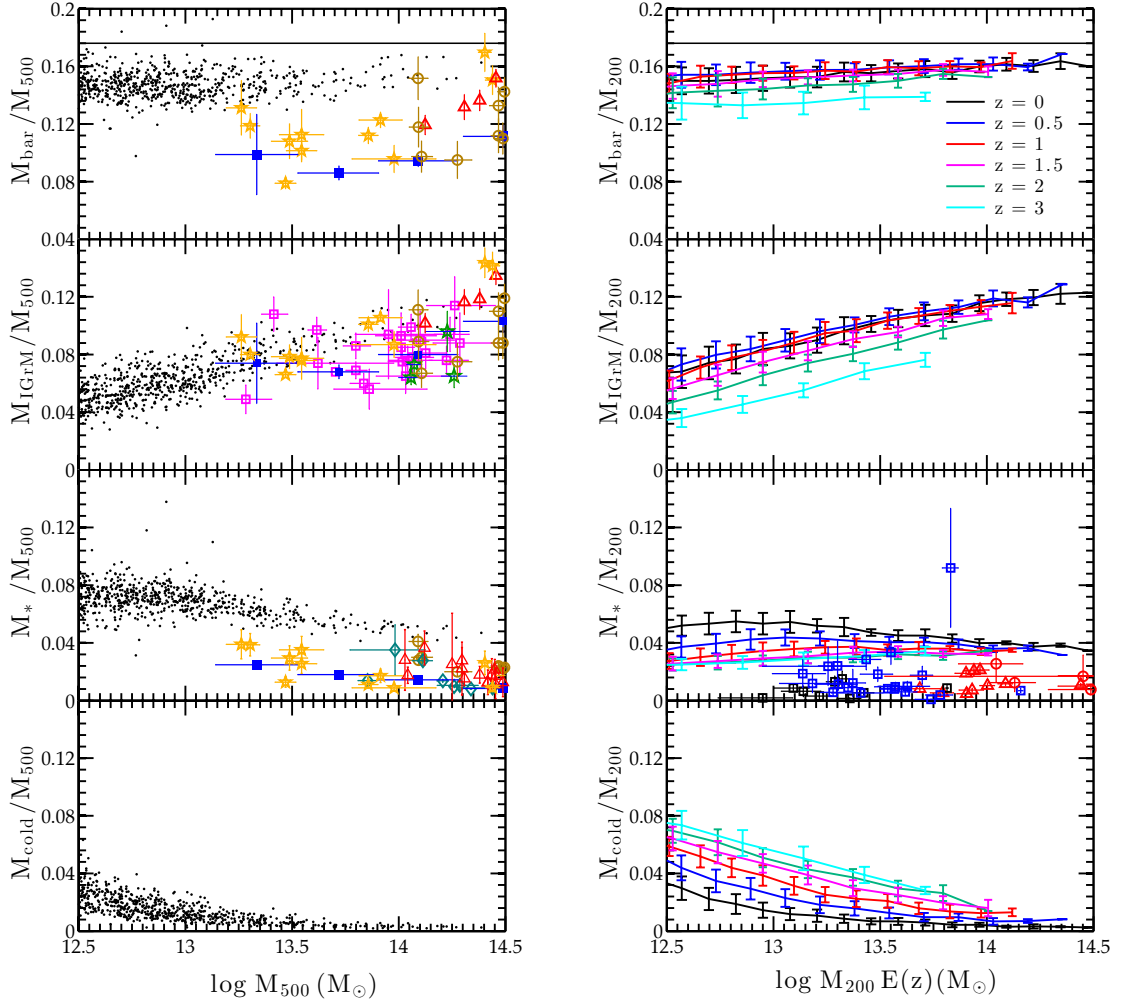 0.2
0.16
0.12
0.08
0.04
M_bar/M_500
0.2
0.16
0.12
0.08
0.04
M_bar/M_200
z = 0
z = 0.5
z = 1
z = 1.5
z = 2
z = 3
0.12
0.08
0.04
0
M_IGrM/M_500
0.12
0.08
0.04
0
M_IGrM/M_200
0.12
0.08
0.04
0
M_*/M_500
0.12
0.08
0.04
0
M_*/M_200
0.12
0.08
0.04
0
M_cold/M_500
0.12
0.08
0.04
0
M_cold/M_200
12.5 13 13.5 14 14.5
log M_500 (M_⊙)
12.5 13 13.5 14 14.5
log M_200 E(z)(M_⊙)